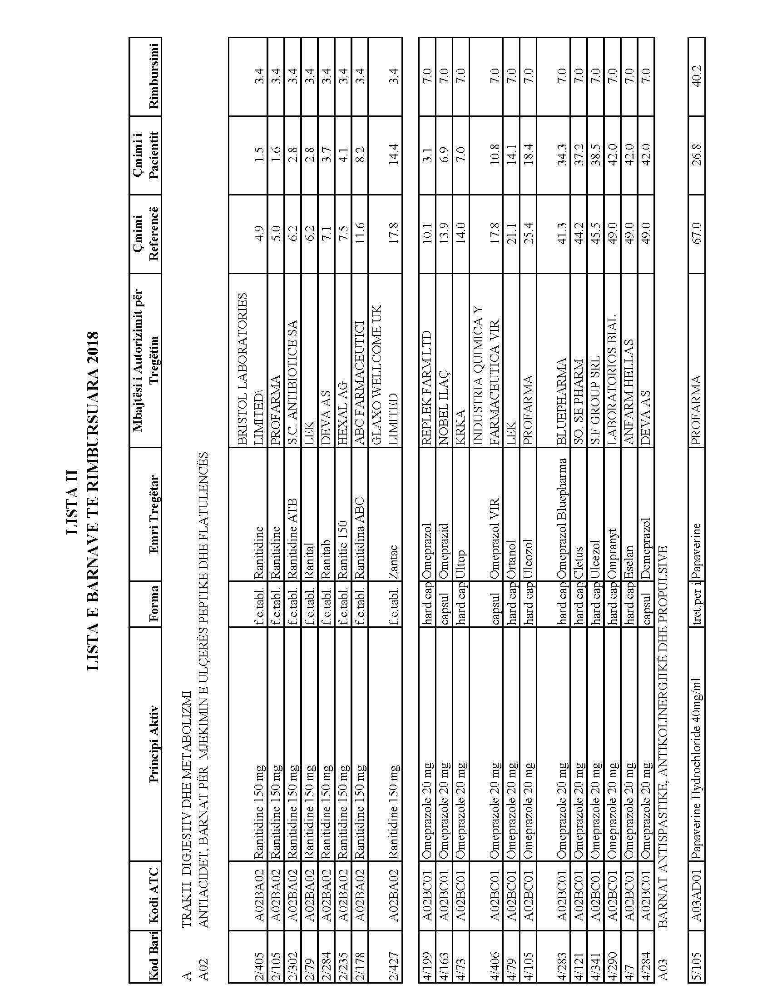 LISTA II
LISTA E BARNAVE TE RIMBURSUARA 2018
Kod Bari Kodi ATC Principi Aktiv Forma Emri Tregëtar Mbajtësi i Autorizimit për Tregëtim Çmimi Referencë Çmimi i Pacientit Rimbursimi
A TRAKTI DIGJESTIV DHE METABOLIZMI
A02 ANTIACIDET, BARNAT PËR MJEKIMIN E ULÇERËS PEPTIKE DHE FLATULENCËS
2/405 A02BA02 Ranitidine 150 mg f.c.tabl. Ranitidine BRISTOL LABORATORIES LIMITED\ 4.9 1.5 3.4
2/105 A02BA02 Ranitidine 150 mg f.c.tabl. Ranitidine PROFARMA 5.0 1.6 3.4
2/302 A02BA02 Ranitidine 150 mg f.c.tabl. Ranitidine ATB S.C. ANTIBIOTICE SA 6.2 2.8 3.4
2/79 A02BA02 Ranitidine 150 mg f.c.tabl. Ranital LEK 6.2 2.8 3.4
2/284 A02BA02 Ranitidine 150 mg f.c.tabl. Ranitab DEVA AS 7.1 3.7 3.4
2/235 A02BA02 Ranitidine 150 mg f.c.tabl. Ranitic 150 HEXAL AG 7.5 4.1 3.4
2/178 A02BA02 Ranitidine 150 mg f.c.tabl. Ranitidina ABC ABC FARMACEUTICI 11.6 8.2 3.4
2/427 A02BA02 Ranitidine 150 mg f.c.tabl. Zantac GLAXO WELLCOME UK LIMITED 17.8 14.4 3.4
4/199 A02BC01 Omeprazole 20 mg hard cap Omeprazol REPLEK FARM LTD 10.1 3.1 7.0
4/163 A02BC01 Omeprazole 20 mg capsul Omeprazid NOBEL ILAÇ 13.9 6.9 7.0
4/73 A02BC01 Omeprazole 20 mg hard cap Ultop KRKA 14.0 7.0 7.0
4/406 A02BC01 Omeprazole 20 mg capsul Omeprazol VIR INDUSTRIA QUIMICA Y FARMACEUTICA VIR 17.8 10.8 7.0
4/79 A02BC01 Omeprazole 20 mg hard cap Ortanol LEK 21.1 14.1 7.0
4/105 A02BC01 Omeprazole 20 mg hard cap Ulcozol PROFARMA 25.4 18.4 7.0
4/283 A02BC01 Omeprazole 20 mg hard cap Omeprazol Bluepharma BLUEPHARMA 41.3 34.3 7.0
4/121 A02BC01 Omeprazole 20 mg hard cap Cletus SO. SE PHARM 44.2 37.2 7.0
4/341 A02BC01 Omeprazole 20 mg hard cap Ulcezol S.F GROUP SRL 45.5 38.5 7.0
4/290 A02BC01 Omeprazole 20 mg hard cap Ompranyt LABORATORIOS BIAL 49.0 42.0 7.0
4/7 A02BC01 Omeprazole 20 mg hard cap Eselan ANFARM HELLAS 49.0 42.0 7.0
4/284 A02BC01 Omeprazole 20 mg capsul Demeprazol DEVA AS 49.0 42.0 7.0
A03 BARNAT ANTISPASTIKE, ANTIKOLINERGJIKË DHE PROPULSIVE
5/105 A03AD01 Papaverine Hydrochloride 40mg/ml tret.per i Papaverine PROFARMA 67.0 26.8 40.2